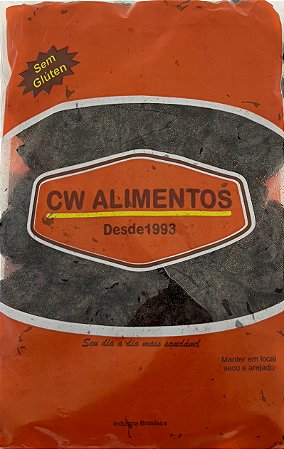 Sem
Glúten
CW ALIMENTOS
Desde1993
Seu dia a dia mais saudável
Manter em local
seco e arejado
Indústria Brasileira